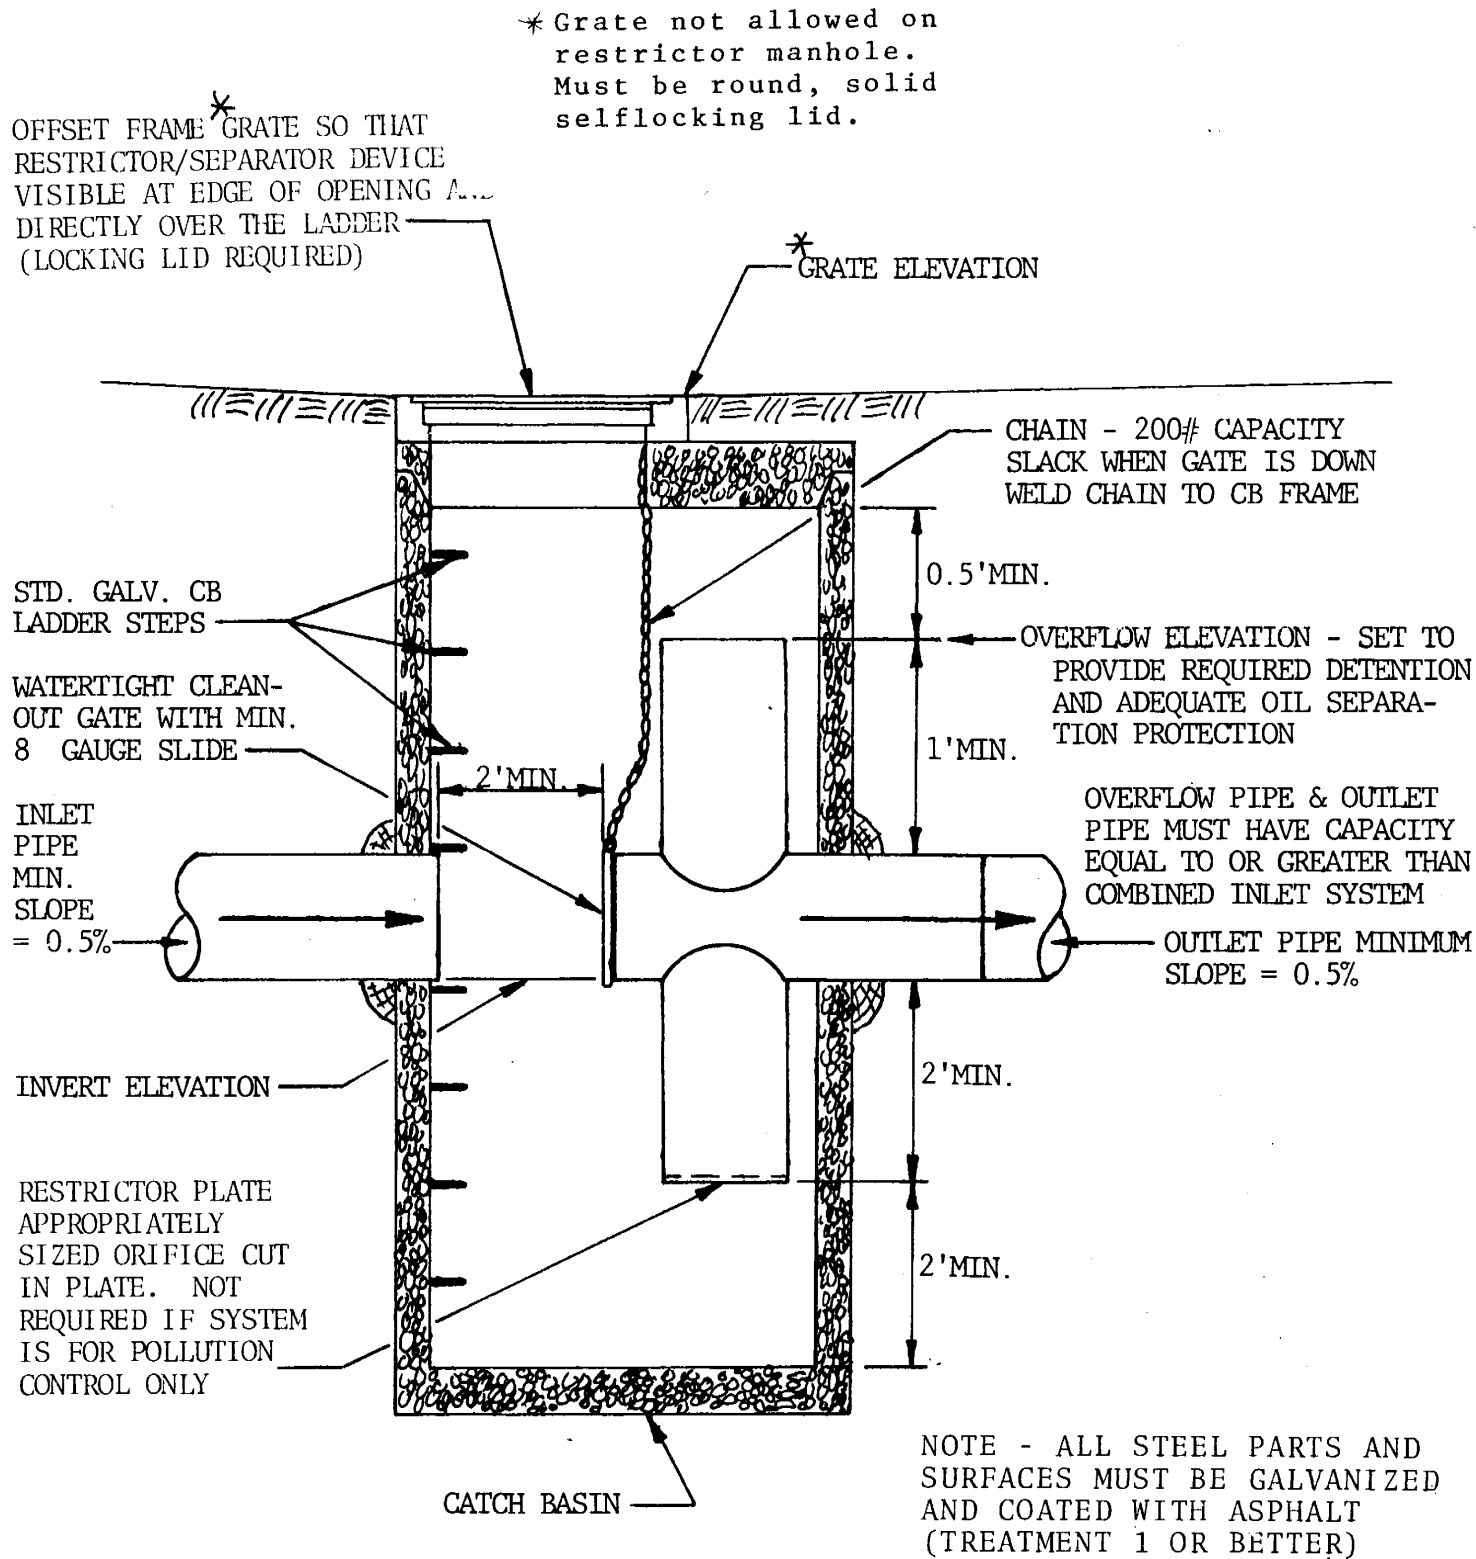 * Grate not allowed on
restrictor manhole.
Must be round, solid
selflocking lid.
OFFSET FRAME * GRATE SO THAT
RESTRICTOR/SEPARATOR DEVICE
VISIBLE AT EDGE OF OPENING
DIRECTLY OVER THE LADDER
(LOCKING LID REQUIRED)
* GRATE ELEVATION
CHAIN - 200# CAPACITY
SLACK WHEN GATE IS DOWN
WELD CHAIN TO CB FRAME
0.5'MIN.
STD. GALV. CB
LADDER STEPS
OVERFLOW ELEVATION - SET TO
PROVIDE REQUIRED DETENTION
AND ADEQUATE OIL SEPARA-
TION PROTECTION
WATERTIGHT CLEAN-
OUT GATE WITH MIN.
8 GAUGE SLIDE
1'MIN.
2'MIN.
INLET
PIPE
MIN.
SLOPE
= 0.5%
OVERFLOW PIPE & OUTLET
PIPE MUST HAVE CAPACITY
EQUAL TO OR GREATER THAN
COMBINED INLET SYSTEM
OUTLET PIPE MINIMUM
SLOPE = 0.5%
INVERT ELEVATION
2'MIN.
RESTRICTOR PLATE
APPROPRIATELY
SIZED ORIFICE CUT
IN PLATE. NOT
REQUIRED IF SYSTEM
IS FOR POLLUTION
CONTROL ONLY
2'MIN.
CATCH BASIN
NOTE - ALL STEEL PARTS AND
SURFACES MUST BE GALVANIZED
AND COATED WITH ASPHALT
(TREATMENT 1 OR BETTER)